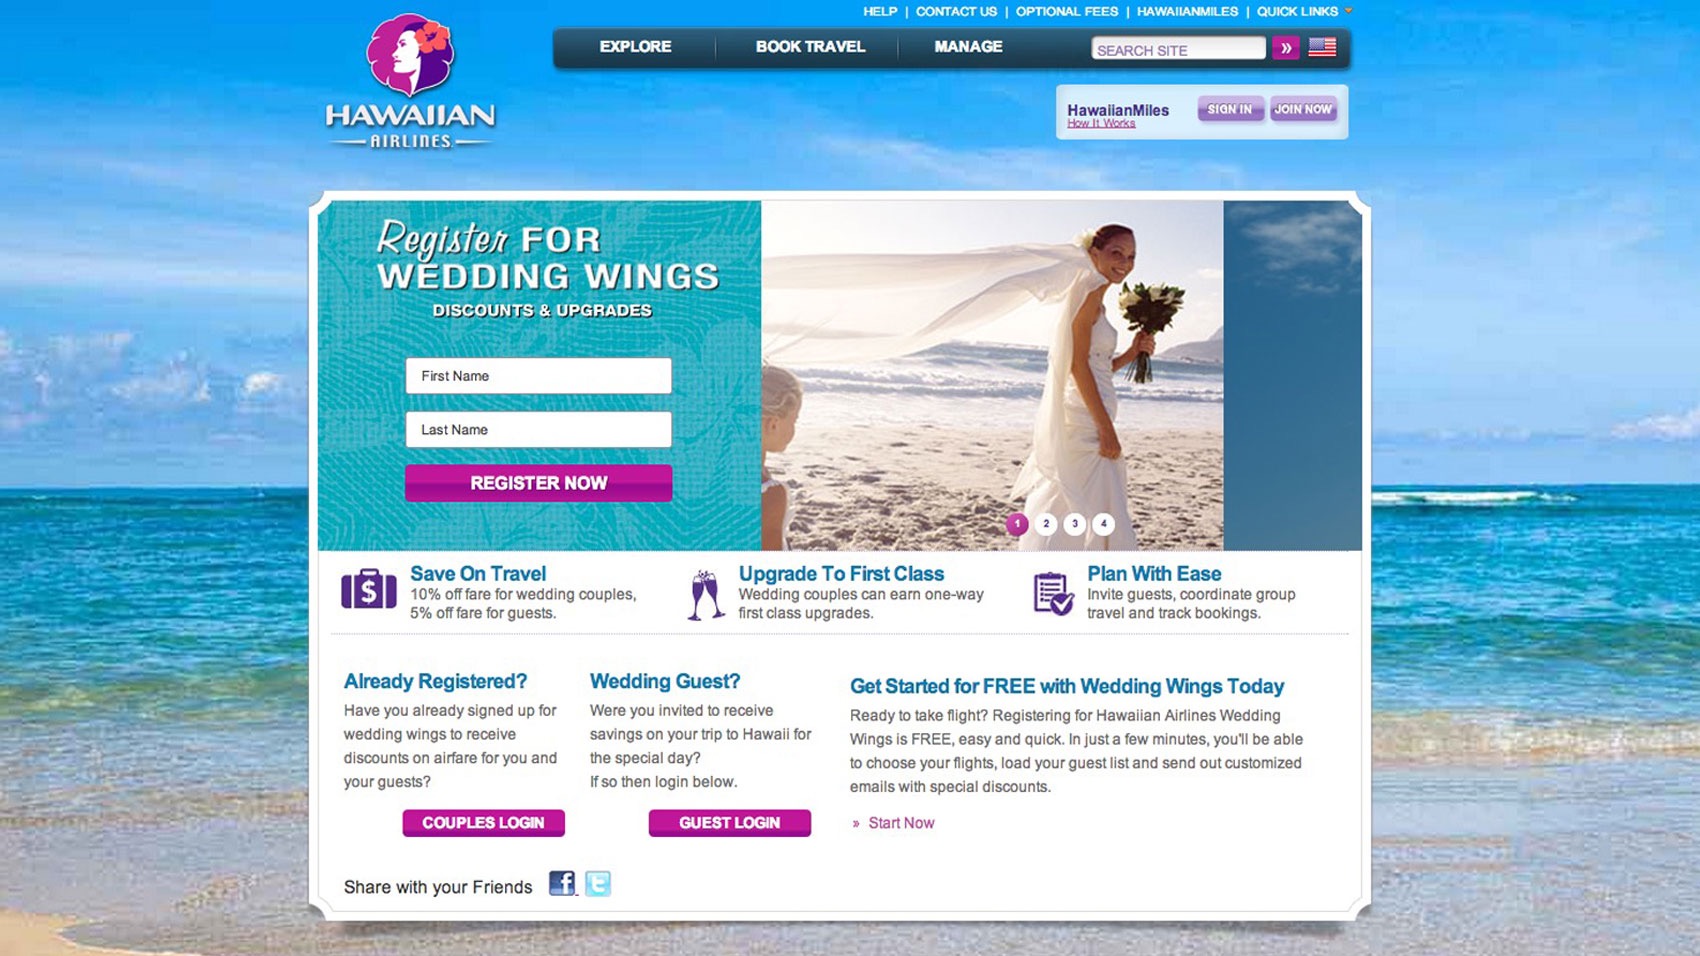 HELP | CONTACT US | OPTIONAL FEES | HAWAIIANMILES | QUICK LINKS
EXPLORE
BOOK TRAVEL
MANAGE
SEARCH SITE
»
HAWAIIAN
AIRLINES.
HawaiianMiles
How It Works
SIGN IN
JOIN NOW
Register FOR
WEDDING WINGS
DISCOUNTS & UPGRADES
First Name
Last Name
REGISTER NOW
1 2 3 4
$
Save On Travel
10% off fare for wedding couples,
5% off fare for guests.
Upgrade To First Class
Wedding couples can earn one-way
first class upgrades.
Plan With Ease
Invite guests, coordinate group
travel and track bookings.
Already Registered?
Have you already signed up for
wedding wings to receive
discounts on airfare for you and
your guests?
COUPLES LOGIN
Wedding Guest?
Were you invited to receive
savings on your trip to Hawaii for
the special day?
If so then login below.
GUEST LOGIN
Get Started for FREE with Wedding Wings Today
Ready to take flight? Registering for Hawaiian Airlines Wedding
Wings is FREE, easy and quick. In just a few minutes, you'll be able
to choose your flights, load your guest list and send out customized
emails with special discounts.
» Start Now
Share with your Friends
f
t